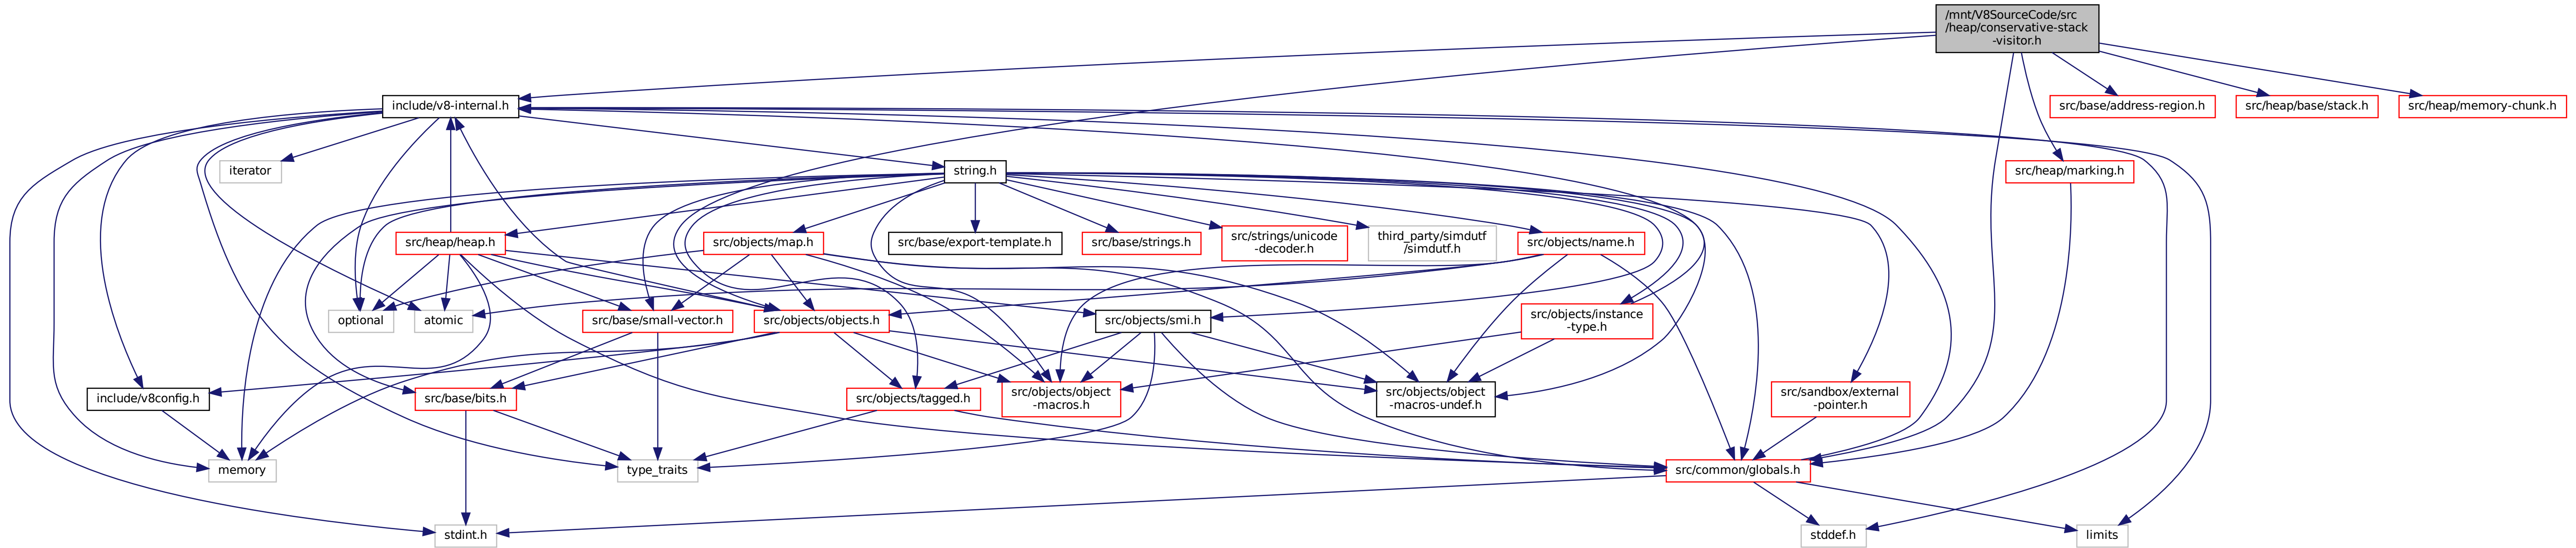 /mnt/V8SourceCode/src
/heap/conservative-stack
-visitor.h
include/v8-internal.h
src/base/address-region.h
src/heap/base/stack.h
src/heap/memory-chunk.h
iterator
string.h
src/heap/marking.h
src/heap/heap.h
src/objects/map.h
src/base/export-template.h
src/base/strings.h
src/strings/unicode
-decoder.h
third_party/simdutf
/simdutf.h
src/objects/name.h
optional
atomic
src/base/small-vector.h
src/objects/objects.h
src/objects/smi.h
src/objects/instance
-type.h
include/v8config.h
src/base/bits.h
src/objects/tagged.h
src/objects/object
-macros.h
src/objects/object
-macros-undef.h
src/sandbox/external
-pointer.h
memory
type_traits
src/common/globals.h
stdint.h
stddef.h
limits